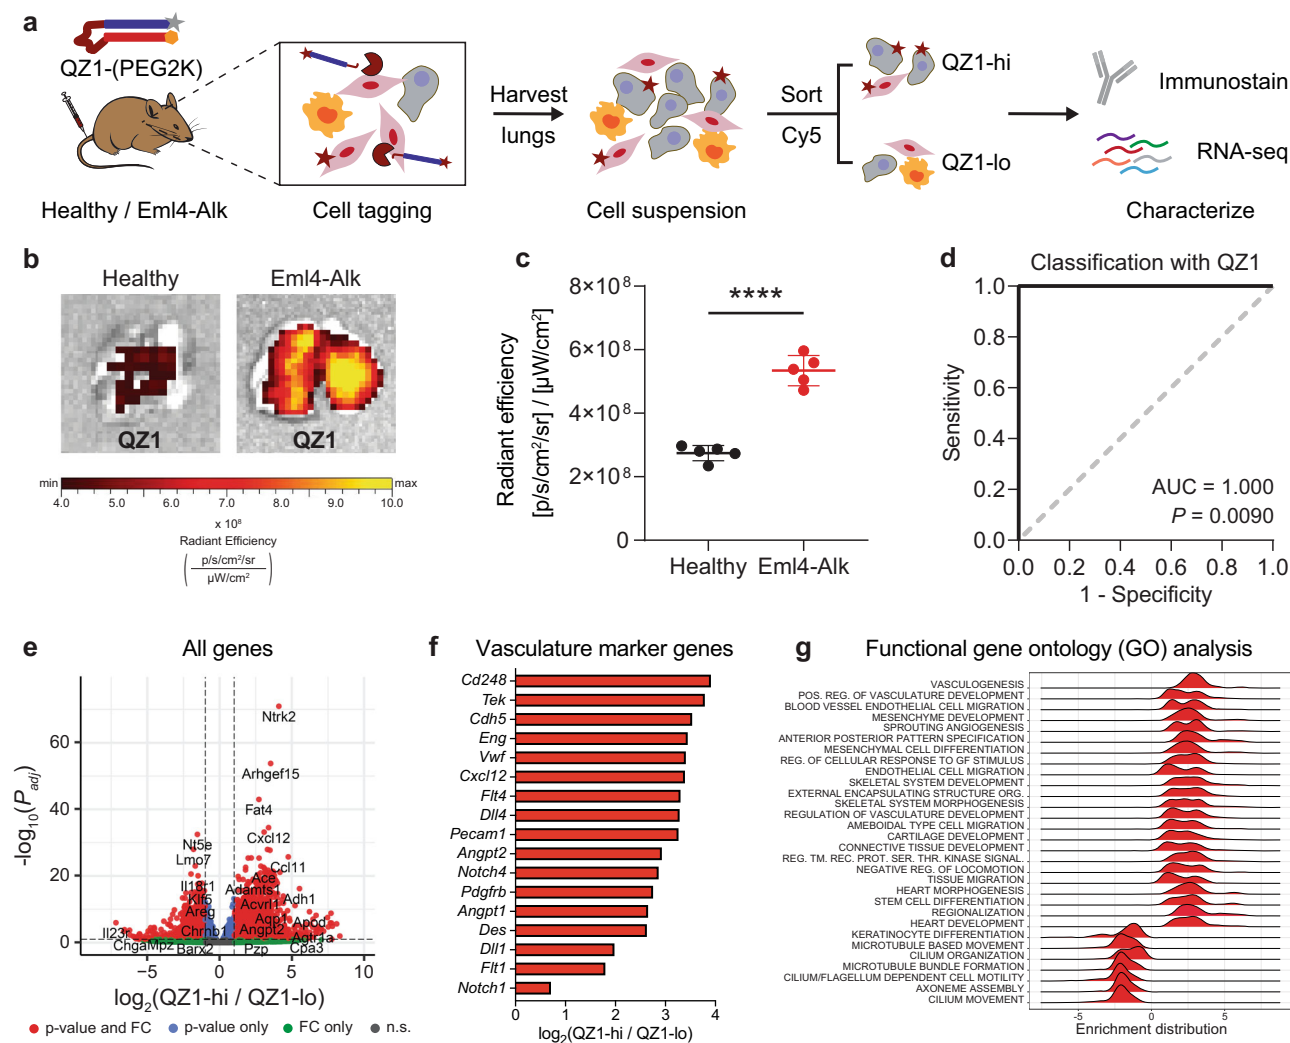 a
QZ1-(PEG2K)
Healthy / Eml4-Alk
Cell tagging
Harvest
lungs
Cell suspension
Sort
Cy5
QZ1-hi
QZ1-lo
Immunostain
RNA-seq
Characterize
b
Healthy
Eml4-Alk
QZ1
QZ1
min
max
4.0 5.0 6.0 7.0 8.0 9.0 10.0
x 10⁸
Radiant Efficiency
( p/s/cm²/sr
µW/cm² )
c
8×10⁸
6×10⁸
4×10⁸
2×10⁸
0
Radiant efficiency
[p/s/cm²/sr] / [µW/cm²]
****
Healthy Eml4-Alk
d
Classification with QZ1
Sensitivity
1.0
0.8
0.6
0.4
0.2
0.0
AUC = 1.000
P = 0.0090
0.0 0.2 0.4 0.6 0.8 1.0
1 - Specificity
e
All genes
-log₁₀(Padj)
60
40
20
0
Ntrk2
Arhgef15
Fat4
Cxcl12
Nt5e
Lmo7
Ccl11
Ace
Il18r1
Adamts1
Klf5
Acvrl1
Adh1
Areg
Aqp1
Apod
Chrnb1
Angpt2
Il23r
Agtr1a
Chga
Mpz
Barx2
Pzp
Cpa3
−5 0 5 10
log₂(QZ1-hi / QZ1-lo)
p-value and FC
p-value only
FC only
n.s.
f
Vasculature marker genes
Cd248
Tek
Cdh5
Eng
Vwf
Cxcl12
Flt4
Dll4
Pecam1
Angpt2
Notch4
Pdgfrb
Angpt1
Des
Dll1
Flt1
Notch1
0 1 2 3 4
log₂(QZ1-hi / QZ1-lo)
g
Functional gene ontology (GO) analysis
VASCULOGENESIS
POS. REG. OF VASCULATURE DEVELOPMENT
BLOOD VESSEL ENDOTHELIAL CELL MIGRATION
MESENCHYME DEVELOPMENT
SPROUTING ANGIOGENESIS
ANTERIOR POSTERIOR PATTERN SPECIFICATION
MESENCHYMAL CELL DIFFERENTIATION
REG. OF CELLULAR RESPONSE TO GF STIMULUS
ENDOTHELIAL CELL MIGRATION
SKELETAL SYSTEM DEVELOPMENT
EXTERNAL ENCAPSULATING STRUCTURE ORG.
SKELETAL SYSTEM MORPHOGENESIS
REGULATION OF VASCULATURE DEVELOPMENT
AMEBOIDAL TYPE CELL MIGRATION
CARTILAGE DEVELOPMENT
CONNECTIVE TISSUE DEVELOPMENT
REG. TM. REC. PROT. SER. THR. KINASE SIGNAL.
NEGATIVE REG. OF LOCOMOTION
TISSUE MIGRATION
HEART MORPHOGENESIS
STEM CELL DIFFERENTIATION
REGIONALIZATION
HEART DEVELOPMENT
KERATINOCYTE DIFFERENTIATION
MICROTUBULE BASED MOVEMENT
CILIUM ORGANIZATION
MICROTUBULE BUNDLE FORMATION
CILIUM/FLAGELLUM DEPENDENT CELL MOTILITY
AXONEME ASSEMBLY
CILIUM MOVEMENT
-5 0 5
Enrichment distribution